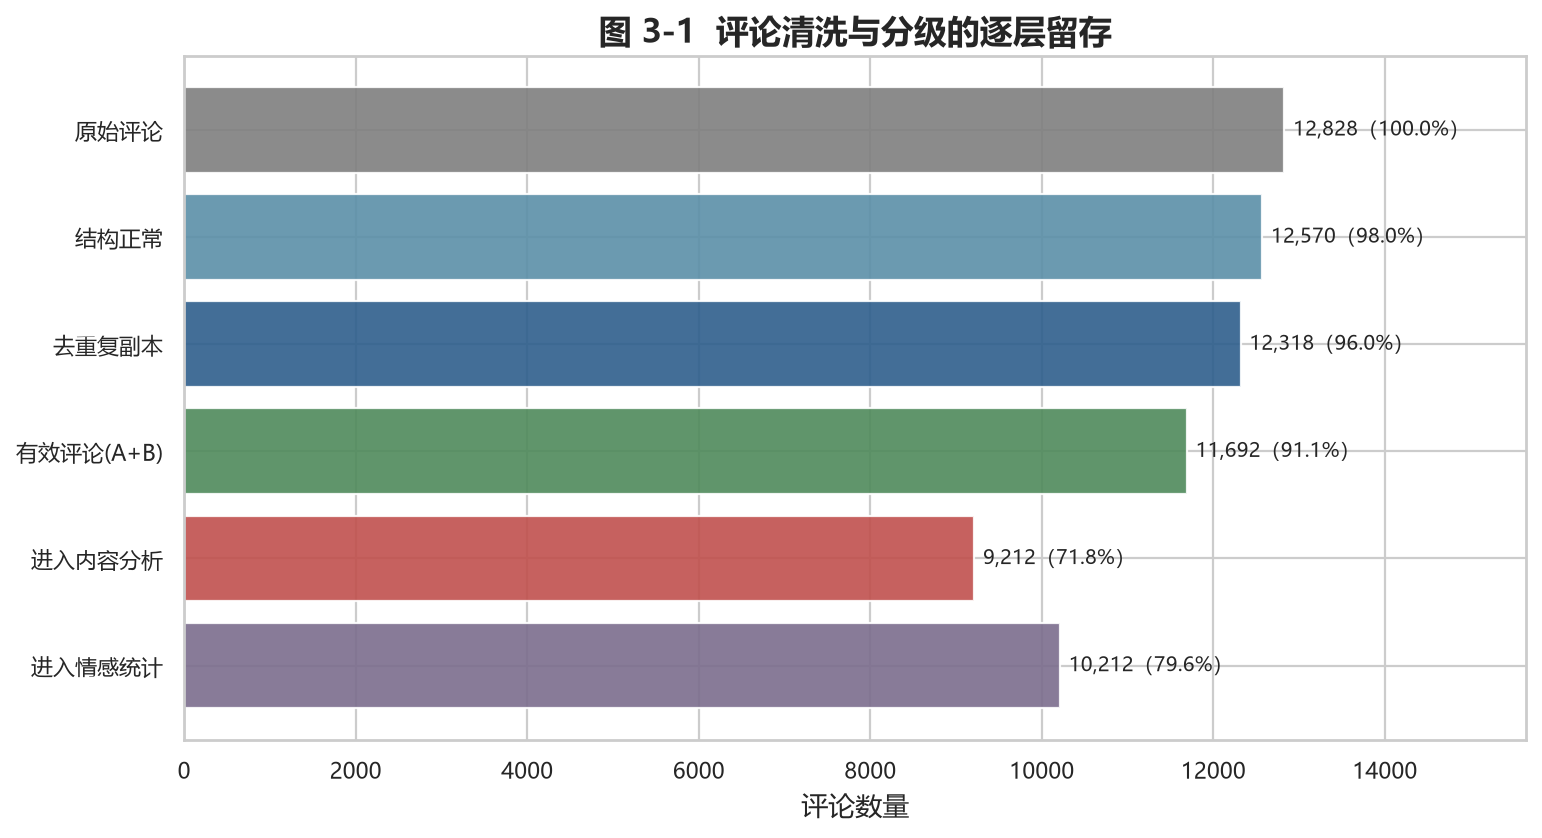 图 3-1 评论清洗与分级的逐层留存
原始评论
12,828（100.0%）
结构正常
12,570（98.0%）
去重复副本
12,318（96.0%）
有效评论(A+B)
11,692（91.1%）
进入内容分析
9,212（71.8%）
进入情感统计
10,212（79.6%）
0 2000 4000 6000 8000 10000 12000 14000
评论数量